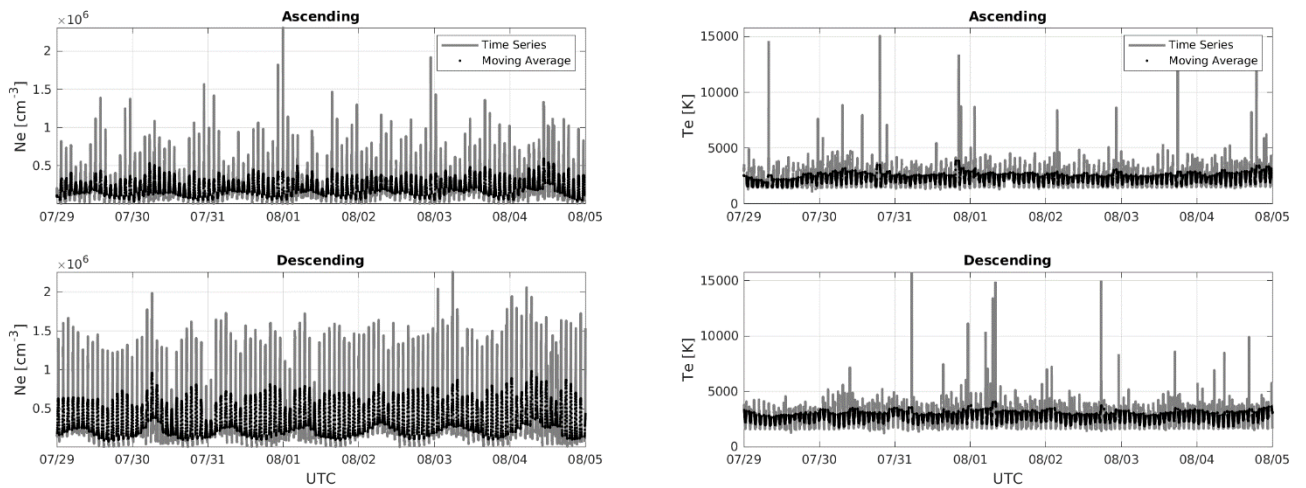 Ascending
×10⁶
Ne [cm⁻³]
2
1.5
1
0.5
Time Series
Moving Average
07/29 07/30 07/31 08/01 08/02 08/03 08/04 08/05
Ascending
Te [K]
15000
10000
5000
0
Time Series
Moving Average
07/29 07/30 07/31 08/01 08/02 08/03 08/04 08/05
Descending
×10⁶
Ne [cm⁻³]
2
1.5
1
0.5
07/29 07/30 07/31 08/01 08/02 08/03 08/04 08/05
UTC
Descending
Te [K]
15000
10000
5000
0
07/29 07/30 07/31 08/01 08/02 08/03 08/04 08/05
UTC